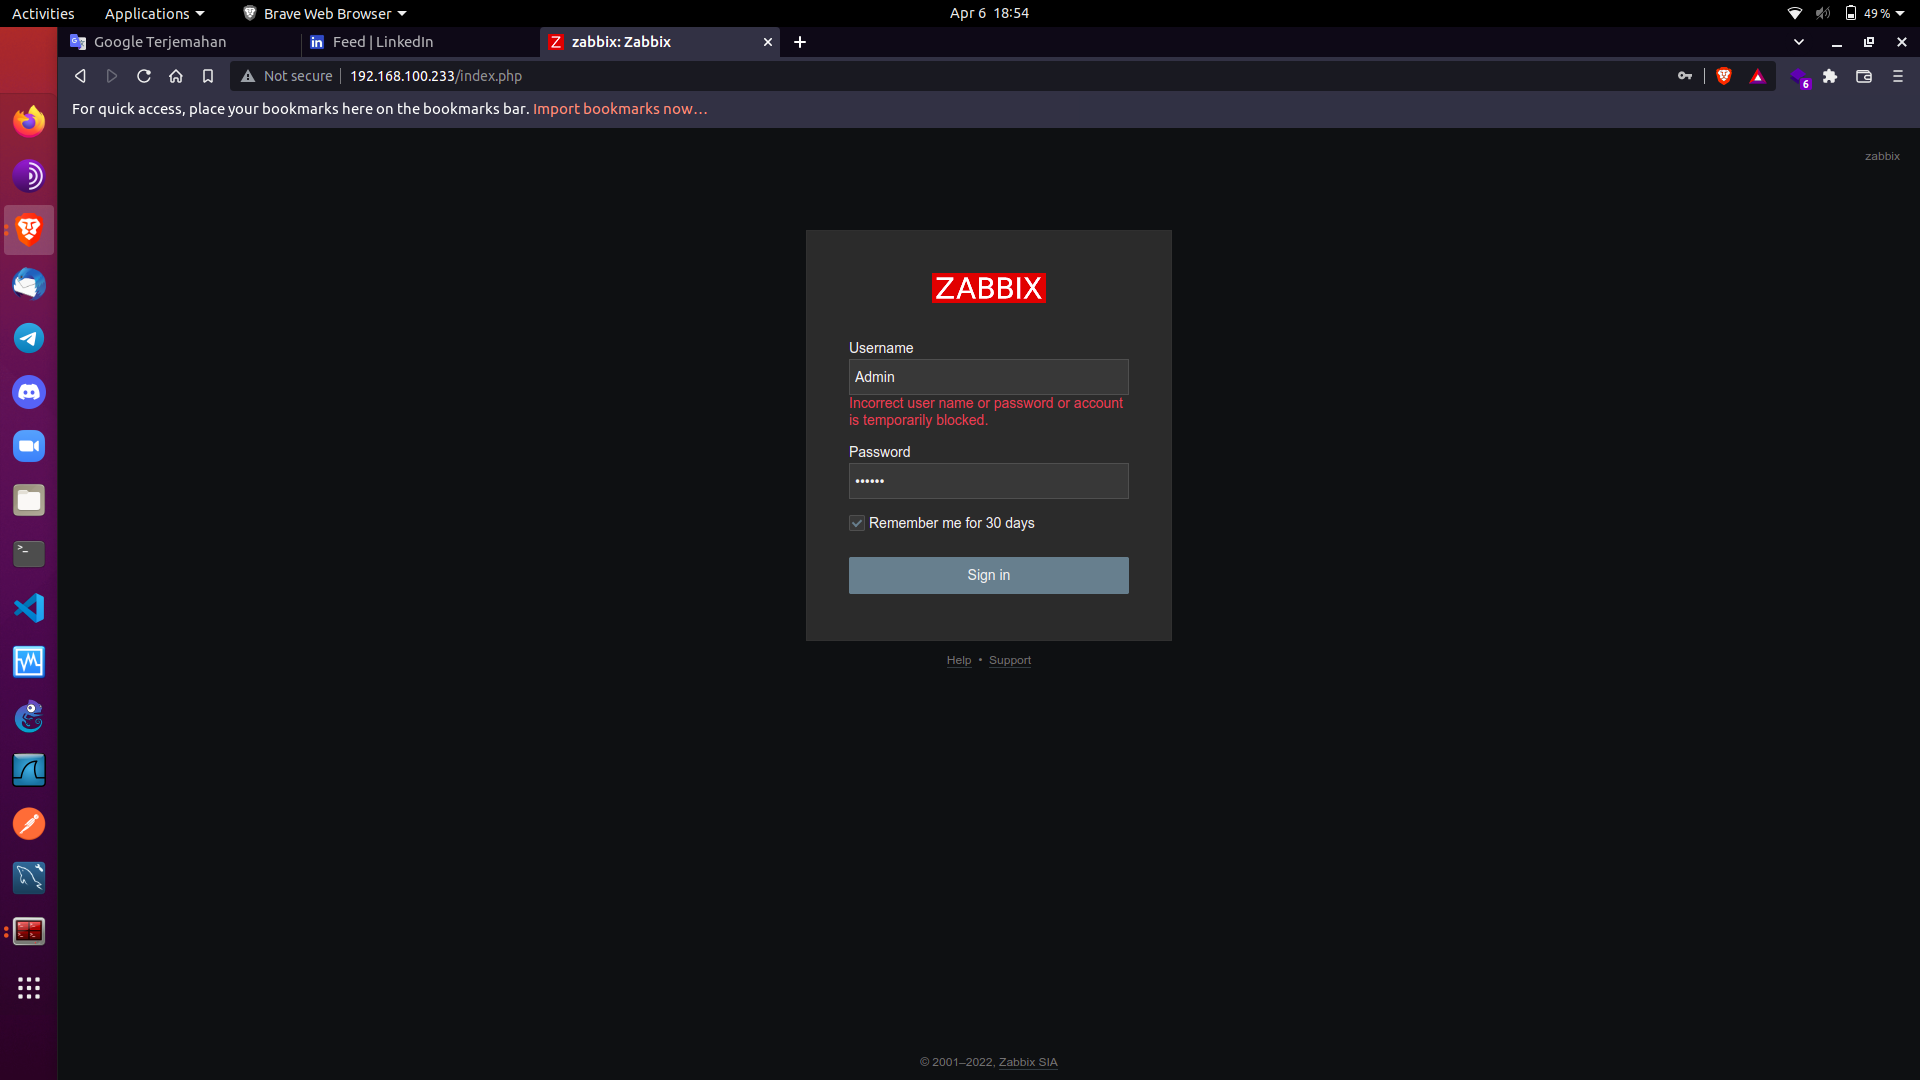 Activities
Applications
Brave Web Browser
Apr 6 18:54
49 %
Google Terjemahan
Feed | LinkedIn
zabbix: Zabbix
Not secure
192.168.100.233/index.php
6
For quick access, place your bookmarks here on the bookmarks bar. Import bookmarks now…
zabbix
ZABBIX
Username
Admin
Incorrect user name or password or account
is temporarily blocked.
Password
••••••
Remember me for 30 days
Sign in
Help • Support
© 2001–2022, Zabbix SIA